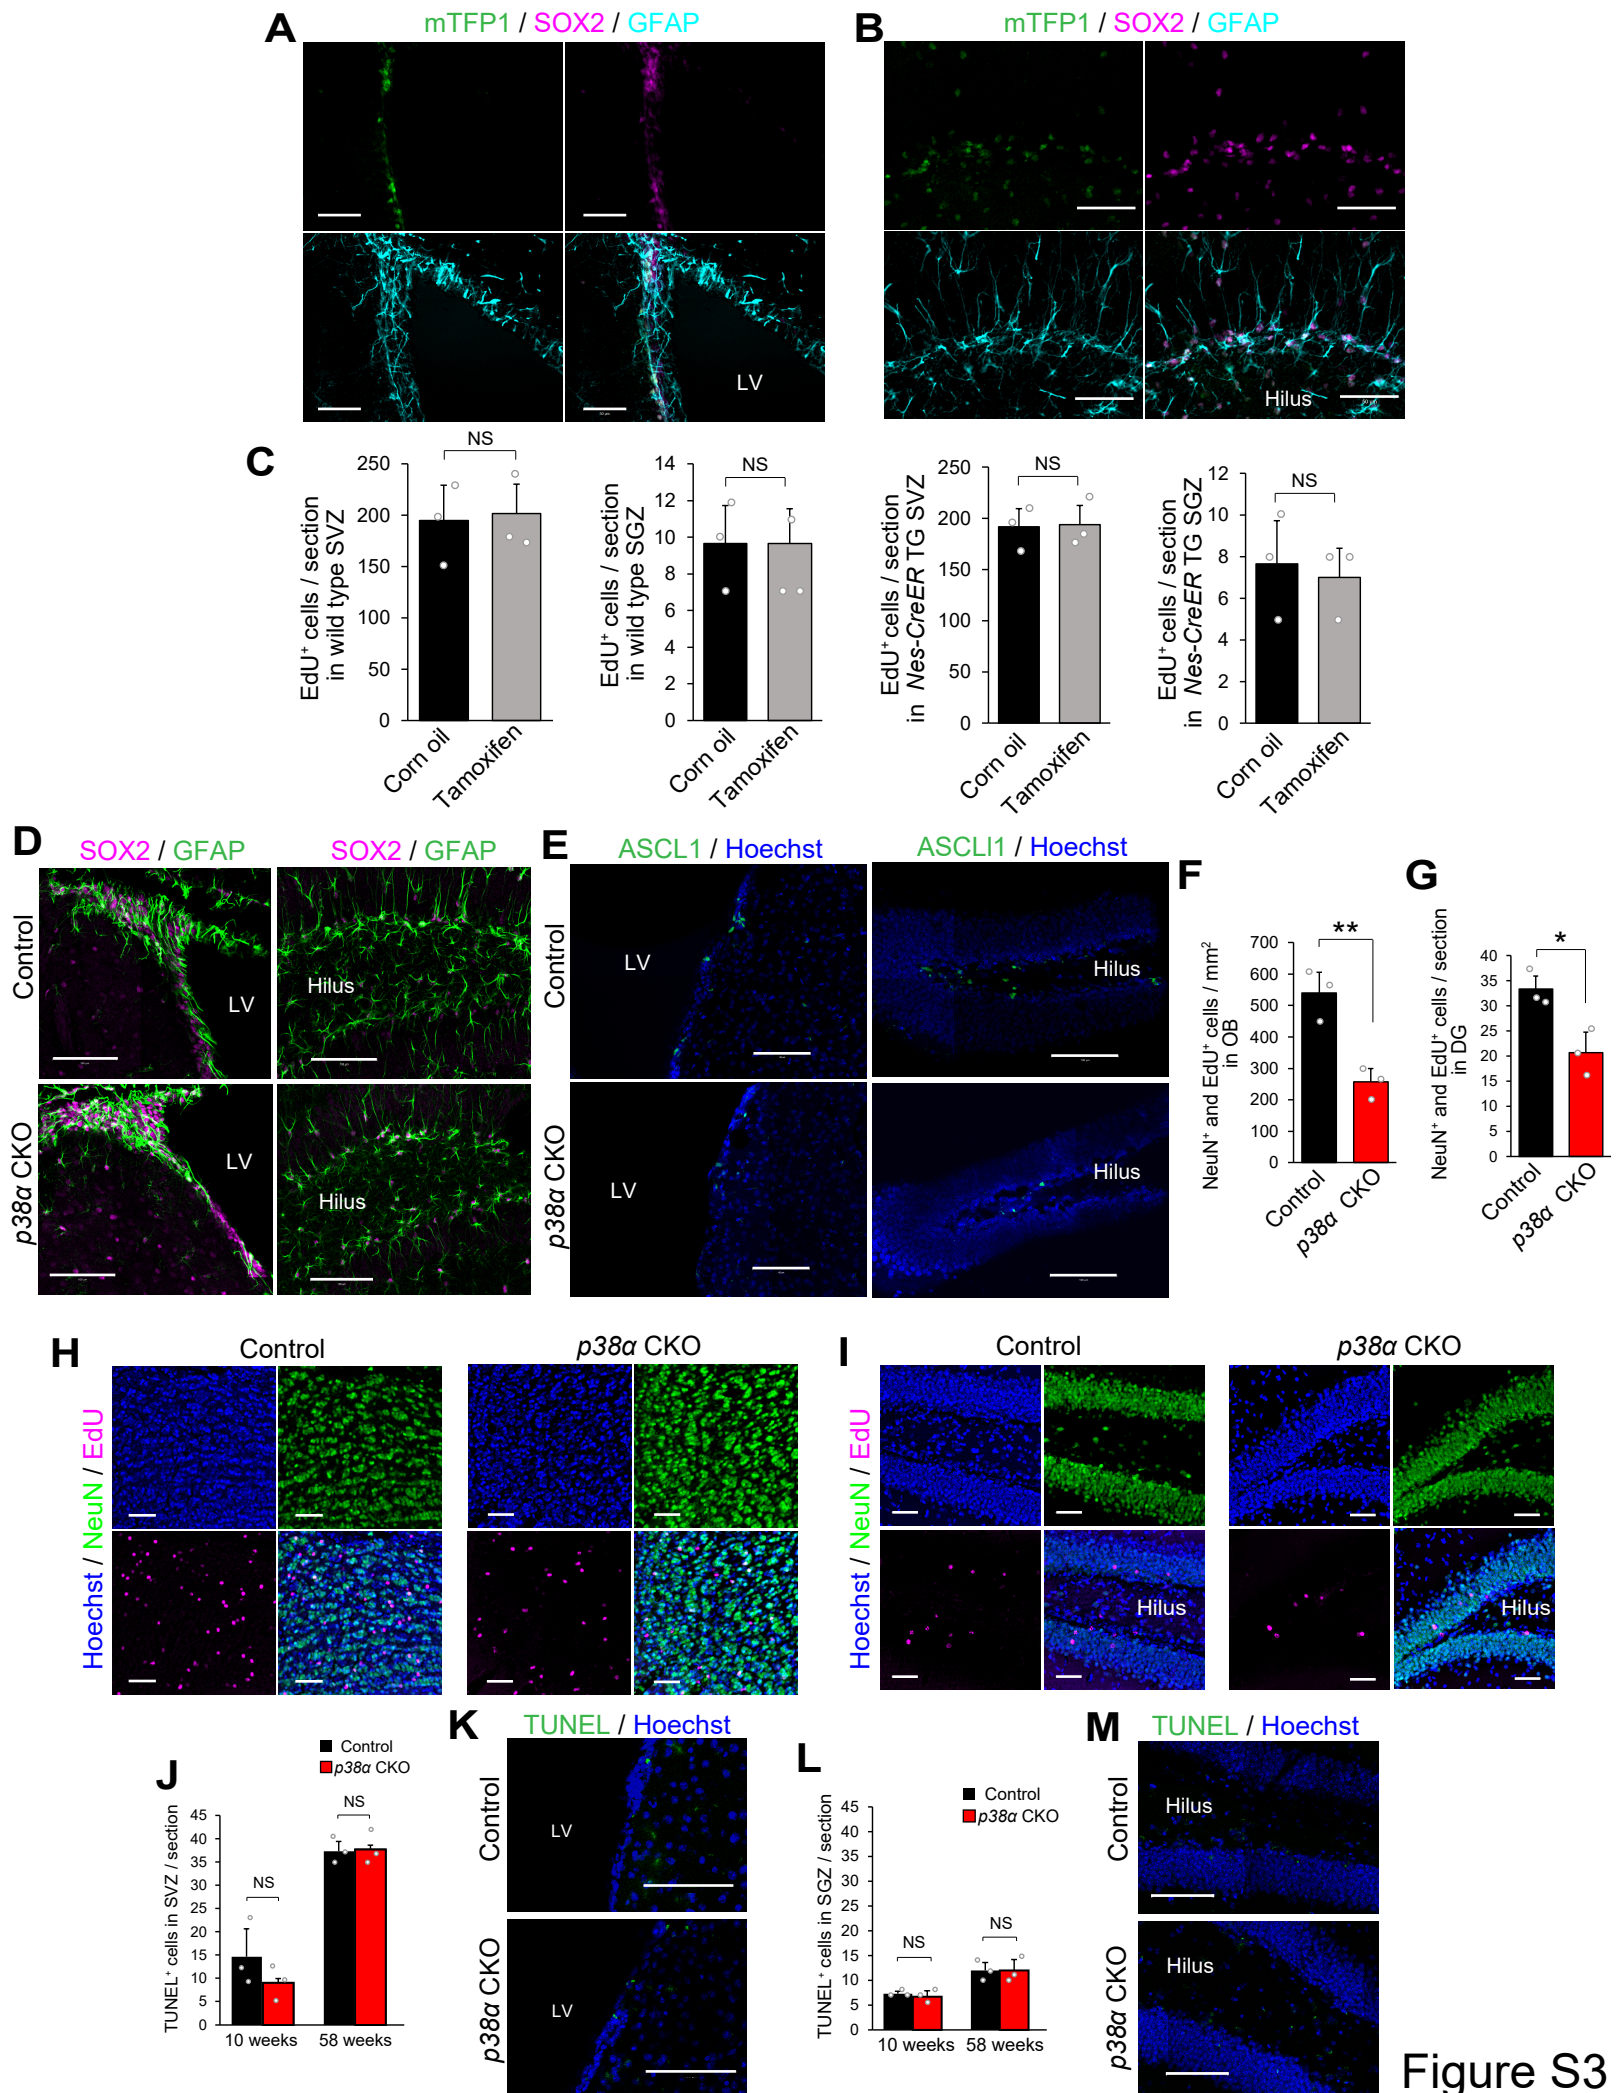 A
mTFP1 / SOX2 / GFAP
LV
B
mTFP1 / SOX2 / GFAP
Hilus
C
EdU+ cells / section
in wild type SVZ
250
200
150
100
50
0
NS
Corn oil
Tamoxifen
EdU+ cells / section
in wild type SGZ
14
12
10
8
6
4
2
0
NS
Corn oil
Tamoxifen
EdU+ cells / section
in Nes-CreER TG SVZ
250
200
150
100
50
0
NS
Corn oil
Tamoxifen
EdU+ cells / section
in Nes-CreER TG SGZ
12
10
8
6
4
2
0
NS
Corn oil
Tamoxifen
D
SOX2 / GFAP
SOX2 / GFAP
Control
LV
Hilus
p38α CKO
LV
Hilus
E
ASCL1 / Hoechst
ASCLI1 / Hoechst
Control
LV
Hilus
p38α CKO
LV
Hilus
F
NeuN+ and EdU+ cells / mm2
in OB
700
600
500
400
300
200
100
0
**
Control
p38α CKO
G
NeuN+ and EdU+ cells / section
in DG
40
35
30
25
20
15
10
5
0
*
Control
p38α CKO
H
Control
p38α CKO
Hoechst / NeuN / EdU
I
Control
p38α CKO
Hoechst / NeuN / EdU
Hilus
Hilus
J
Control
p38α CKO
TUNEL+ cells in SVZ / section
45
40
35
30
25
20
15
10
5
0
NS
NS
10 weeks
58 weeks
K
TUNEL / Hoechst
Control
LV
p38α CKO
LV
L
Control
p38α CKO
TUNEL+ cells in SGZ / section
45
40
35
30
25
20
15
10
5
0
NS
NS
10 weeks
58 weeks
M
TUNEL / Hoechst
Control
Hilus
p38α CKO
Hilus
Figure S3